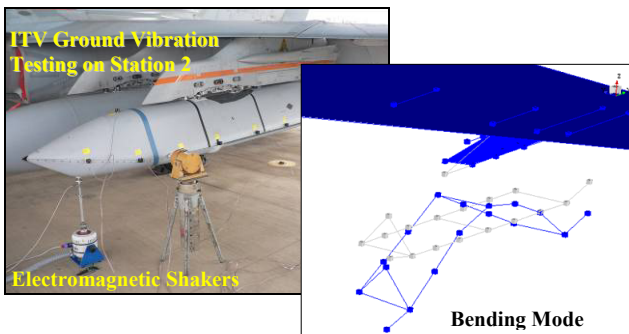 ITV Ground Vibration
Testing on Station 2
Electromagnetic Shakers
Bending Mode